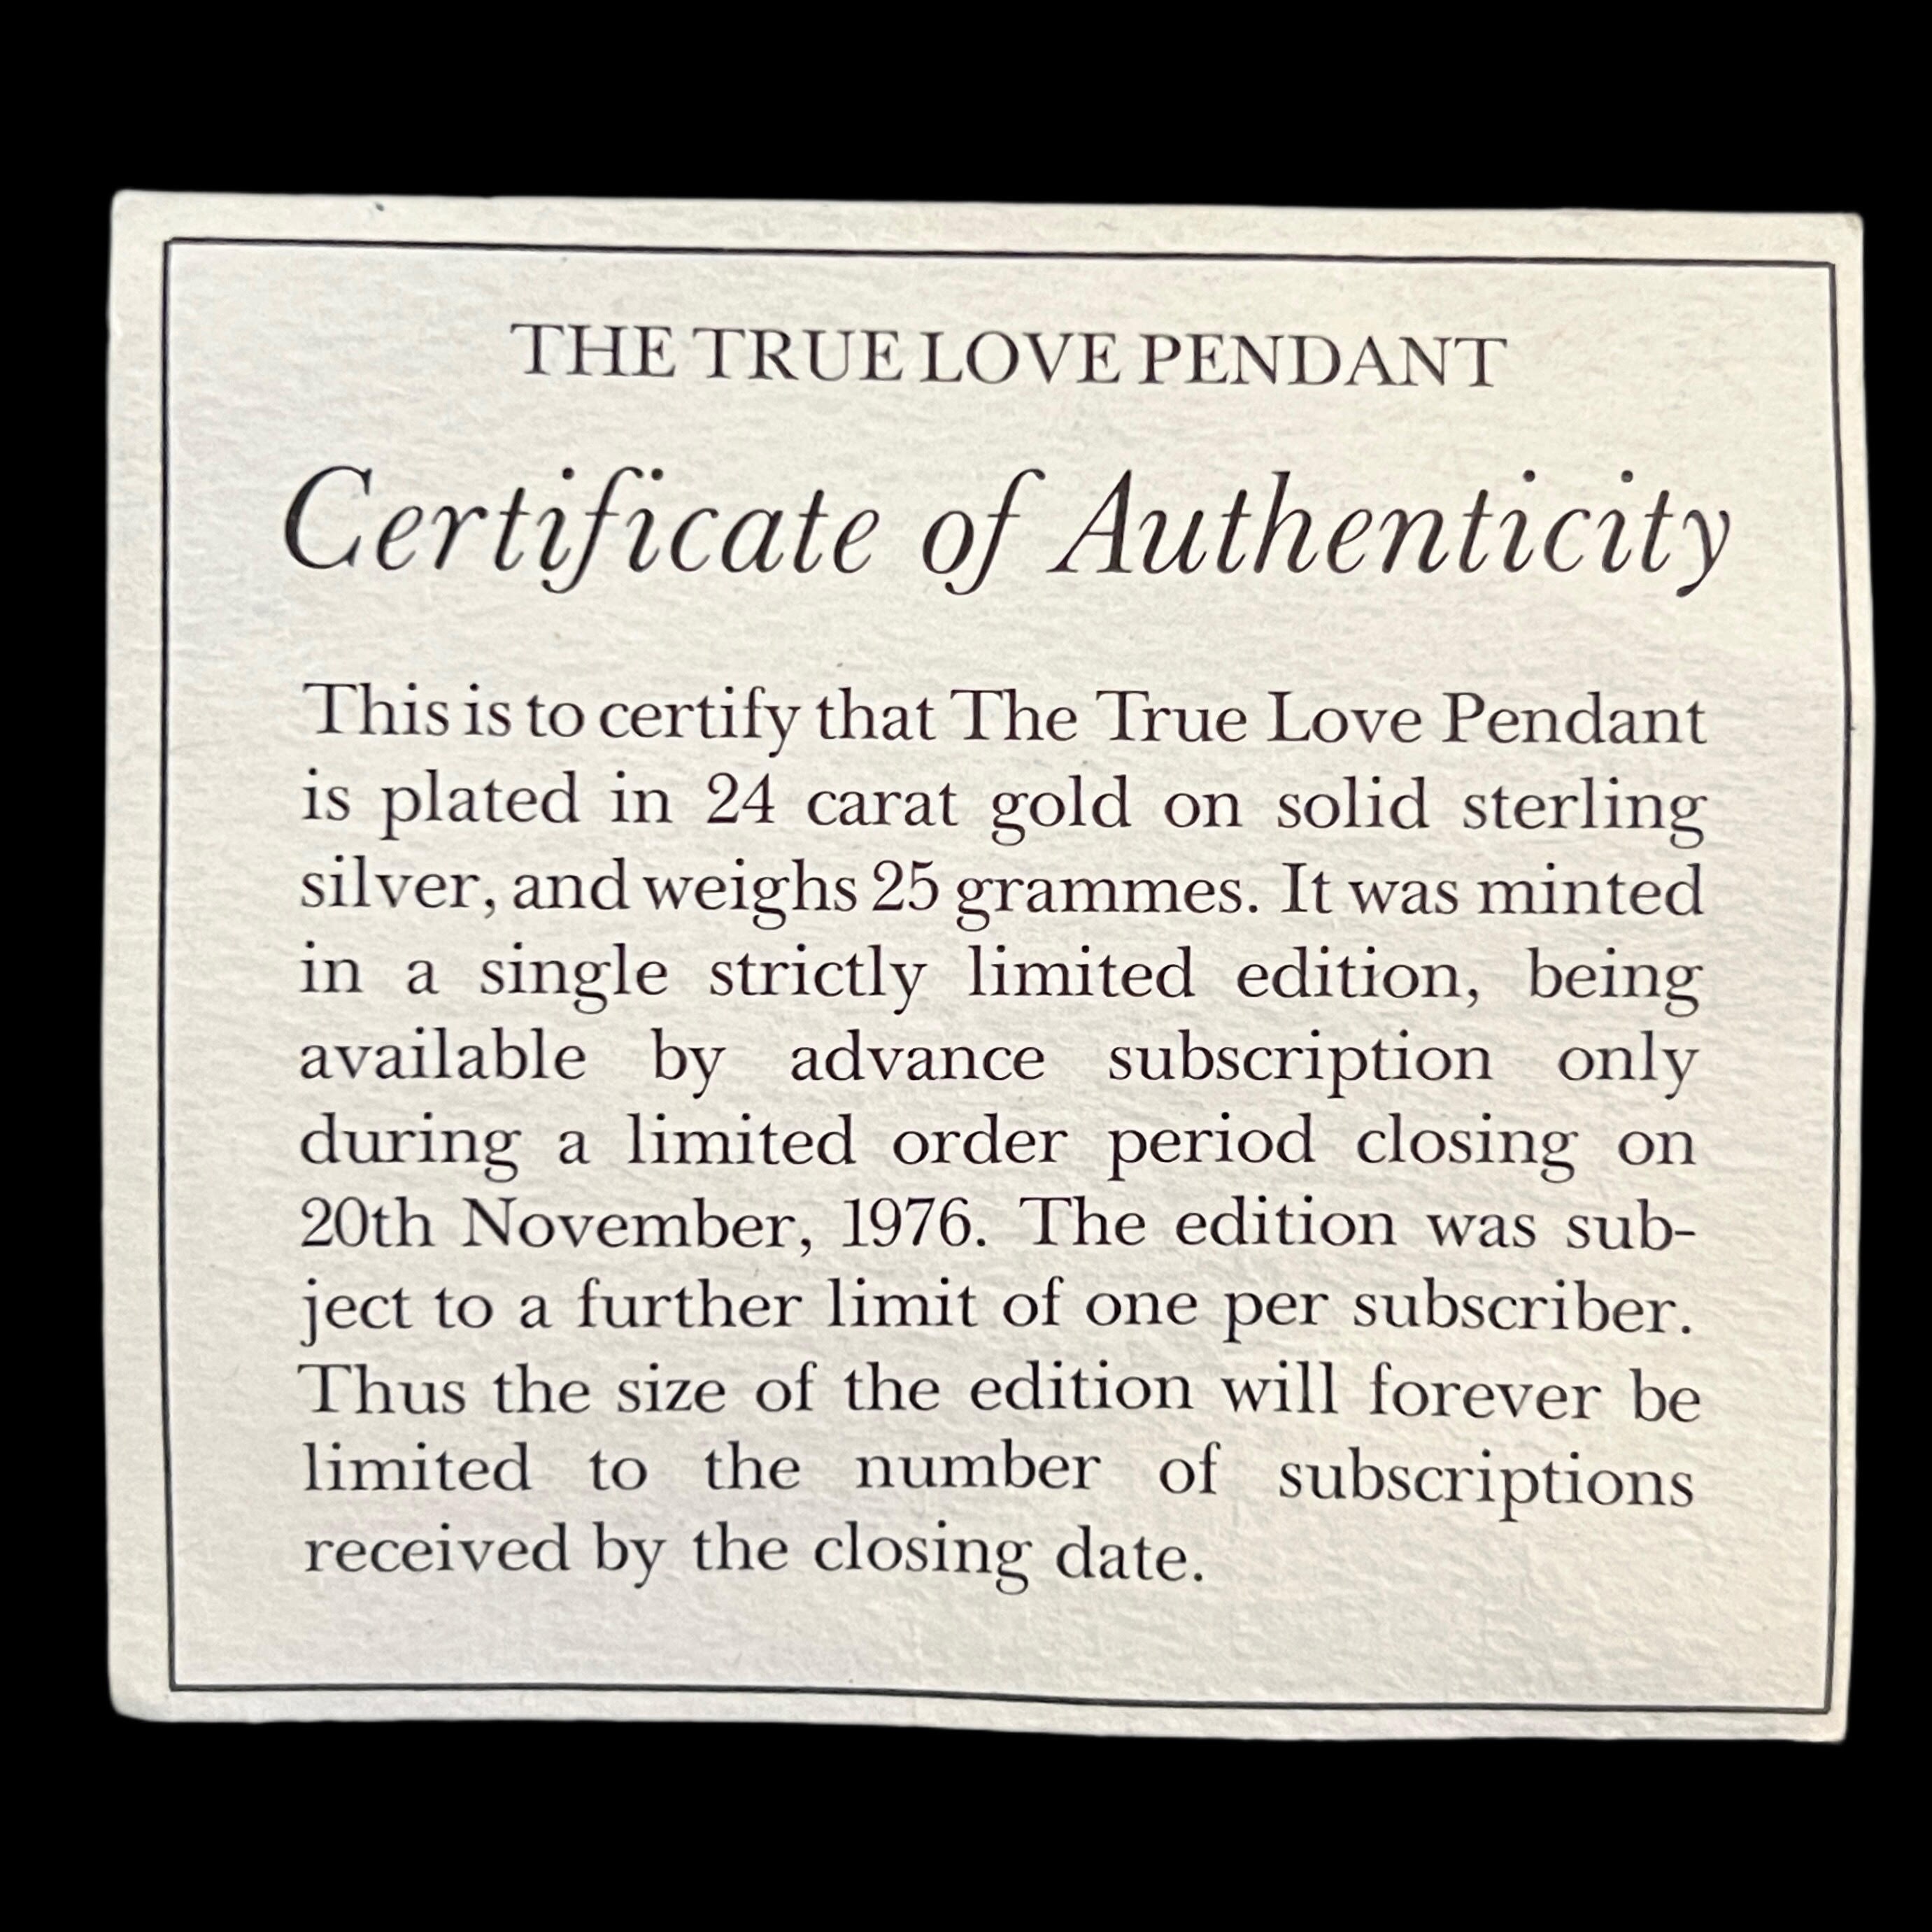 THE TRUE LOVE PENDANT
Certificate of Authenticity
This is to certify that The True Love Pendant
is plated in 24 carat gold on solid sterling
silver, and weighs 25 grammes. It was minted
in a single strictly limited edition, being
available by advance subscription only
during a limited order period closing on
20th November, 1976. The edition was sub-
ject to a further limit of one per subscriber.
Thus the size of the edition will forever be
limited to the number of subscriptions
received by the closing date.